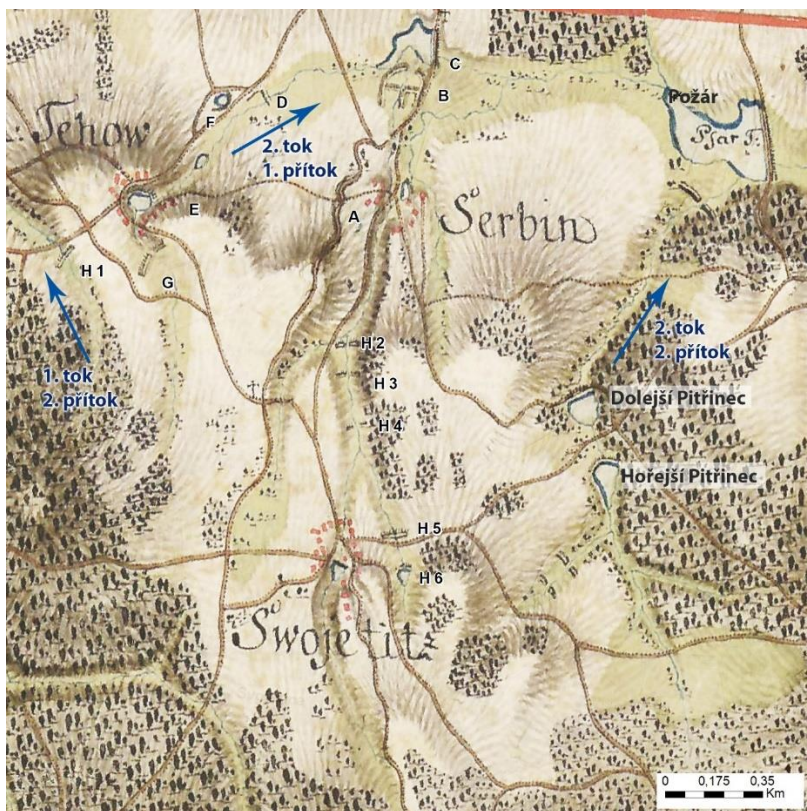 C
B
D
F
Tehow
2. tok
1. přítok
Požár
E
A
Serbin
H 1
G
1. tok
2. přítok
2. tok
2. přítok
H 2
H 3
Dolejší Pitřinec
H 4
Hořejší Pitřinec
H 5
H 6
Swojetit
0 0,175 0,35
Km